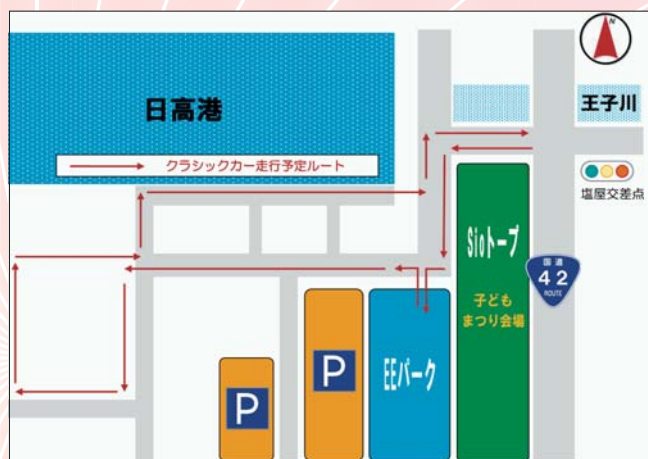 N
日高港
王子川
クラシックカー走行予定ルート
塩屋交差点
Sioトープ
国道
42
ROUTE
子ども
まつり会場
EEパーク
P
P